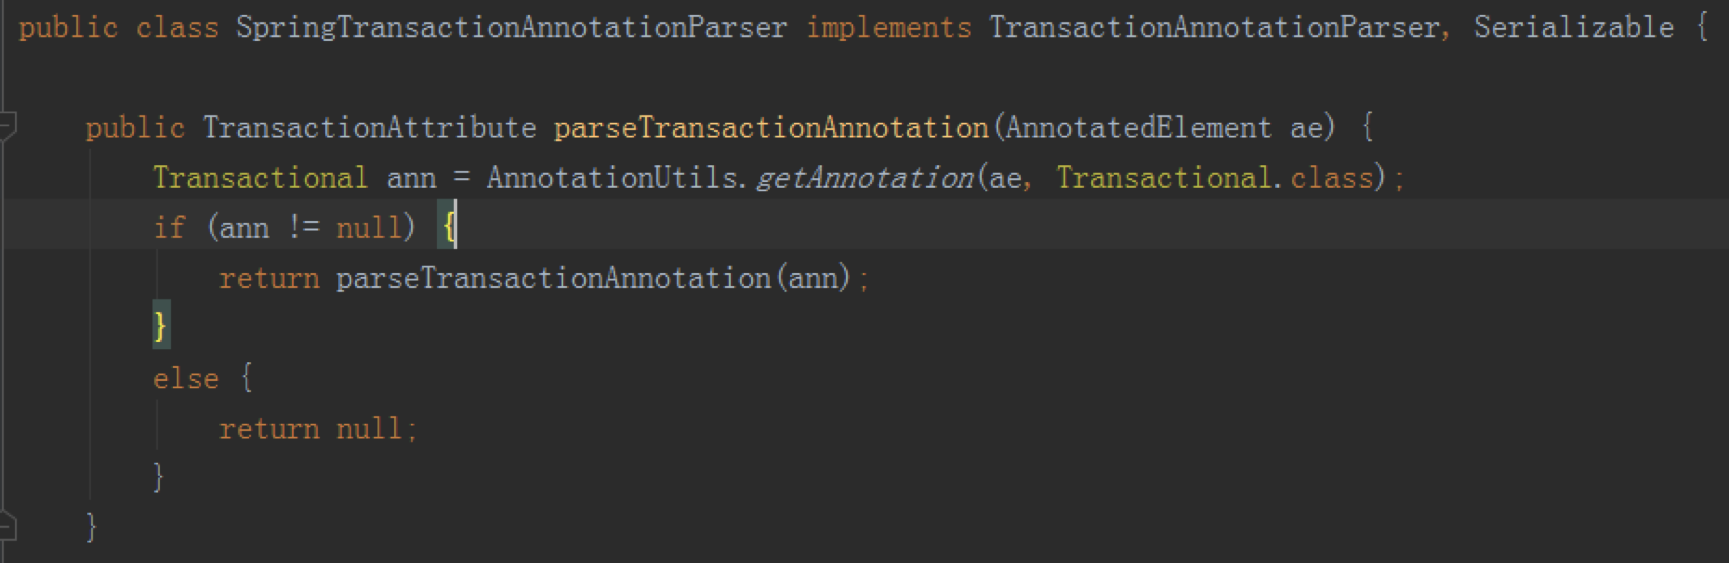 public class SpringTransactionAnnotationParser implements TransactionAnnotationParser, Serializable {
public TransactionAttribute parseTransactionAnnotation(AnnotatedElement ae) {
Transactional ann = AnnotationUtils.getAnnotation(ae, Transactional.class);
if (ann != null) {
return parseTransactionAnnotation(ann);
}
else {
return null;
}
}